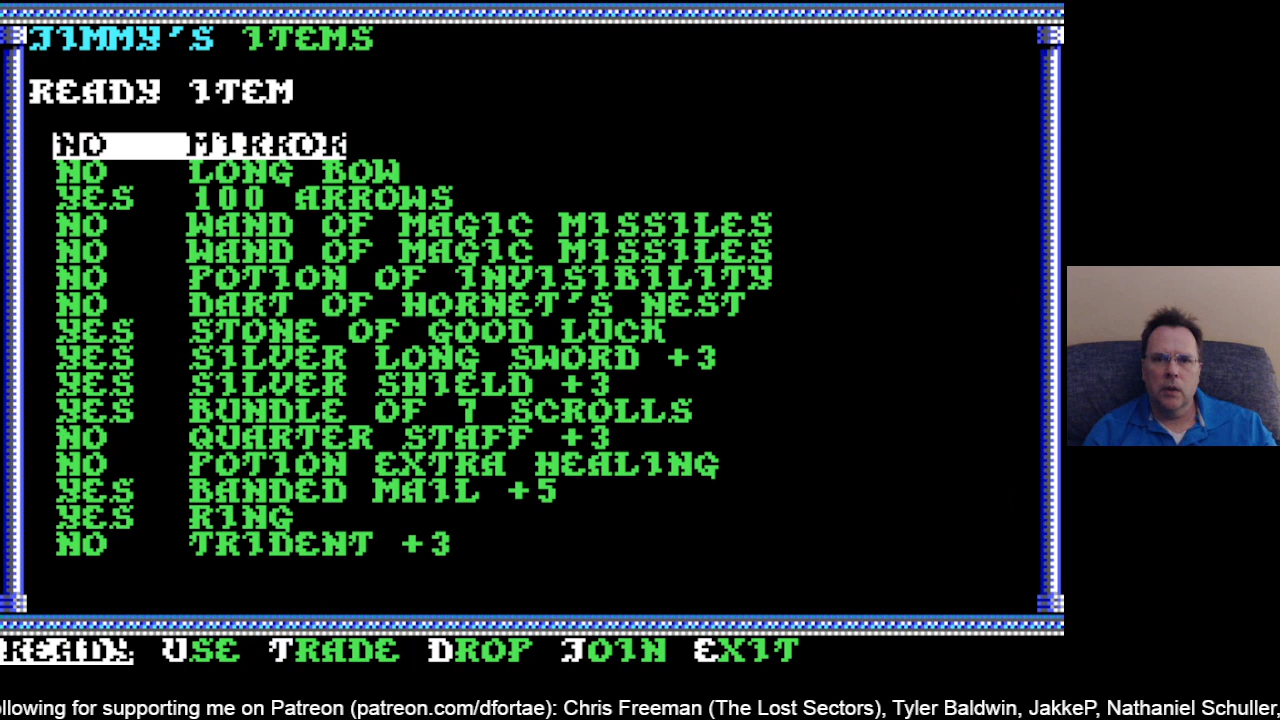 JIMMY'S ITEMS
READY ITEM
NO MIRROR
NO LONG BOW
YES 100 ARROWS
NO WAND OF MAGIC MISSILES
NO WAND OF MAGIC MISSILES
NO POTION OF INVISIBILITY
NO DART OF HORNET'S NEST
YES STONE OF GOOD LUCK
YES SILVER LONG SWORD +3
YES SILVER SHIELD +3
YES BUNDLE OF 7 SCROLLS
NO QUARTER STAFF +3
NO POTION EXTRA HEALING
YES BANDED MAIL +5
YES RING
NO TRIDENT +3
READY USE TRADE DROP JOIN EXIT
ollowing for supporting me on Patreon (patreon.com/dfortae): Chris Freeman (The Lost Sectors), Tyler Baldwin, JakkeP, Nathaniel Schuller,